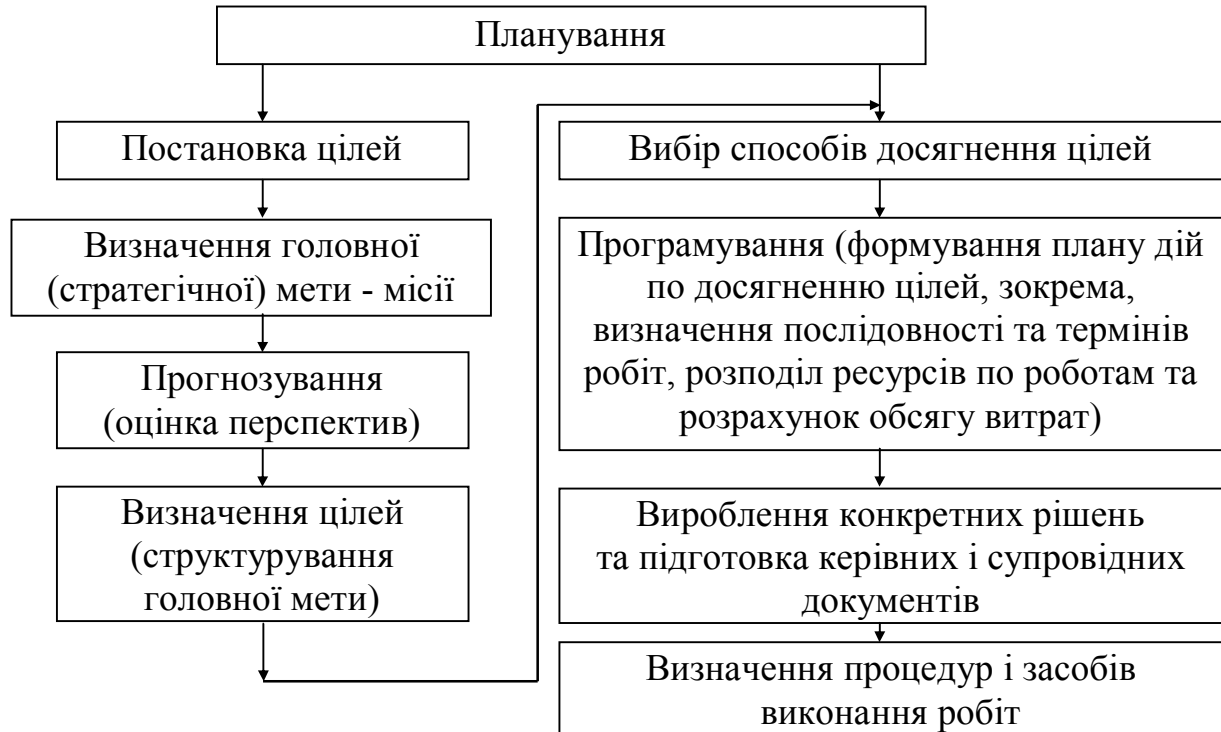 Планування
Постановка цілей
Визначення головної
(стратегічної) мети - місії
Прогнозування
(оцінка перспектив)
Визначення цілей
(структурування
головної мети)
Вибір способів досягнення цілей
Програмування (формування плану дій
по досягненню цілей, зокрема,
визначення послідовності та термінів
робіт, розподіл ресурсів по роботам та
розрахунок обсягу витрат)
Вироблення конкретних рішень
та підготовка керівних і супровідних
документів
Визначення процедур і засобів
виконання робіт